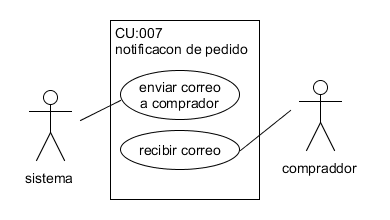 CU:007
notificacon de pedido
enviar correo
a comprador
recibir correo
sistema
compraddor